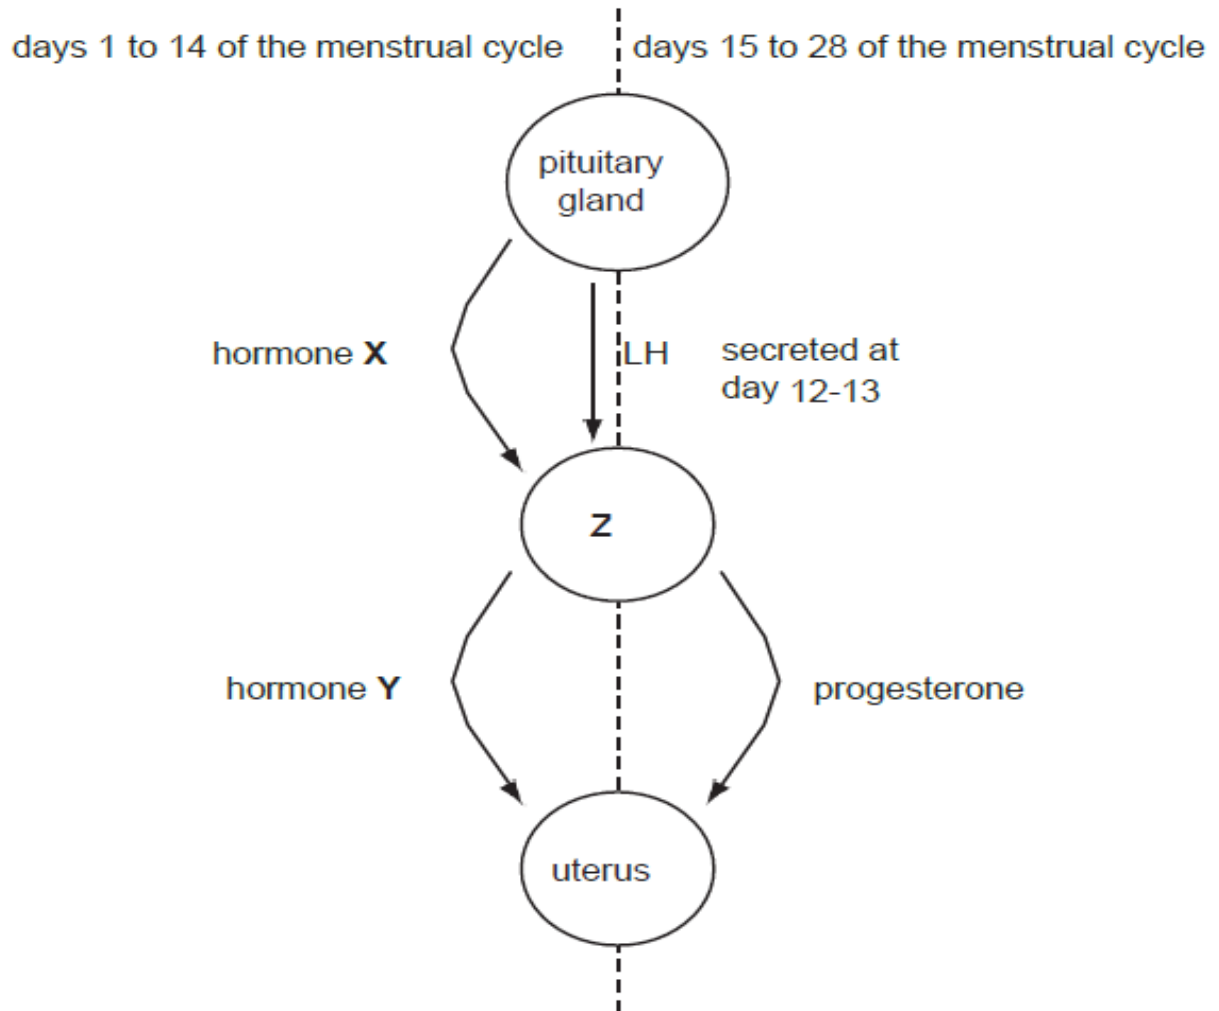 days 1 to 14 of the menstrual cycle
days 15 to 28 of the menstrual cycle
pituitary
gland
hormone X
LH
secreted at
day 12-13
Z
hormone Y
progesterone
uterus